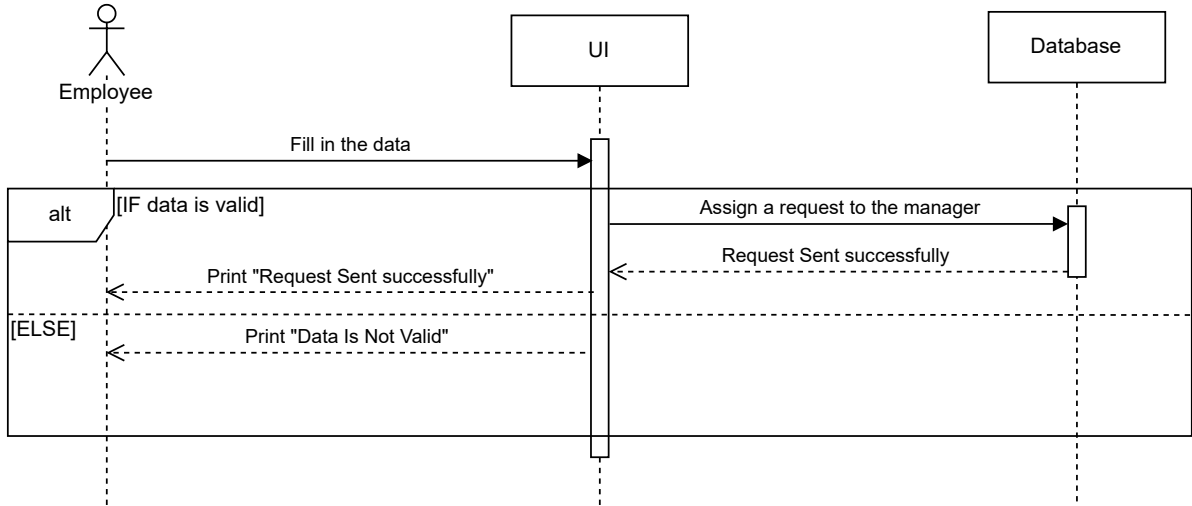 Employee
UI
Database
Fill in the data
alt
[IF data is valid]
Assign a request to the manager
Request Sent successfully
Print "Request Sent successfully"
[ELSE]
Print "Data Is Not Valid"